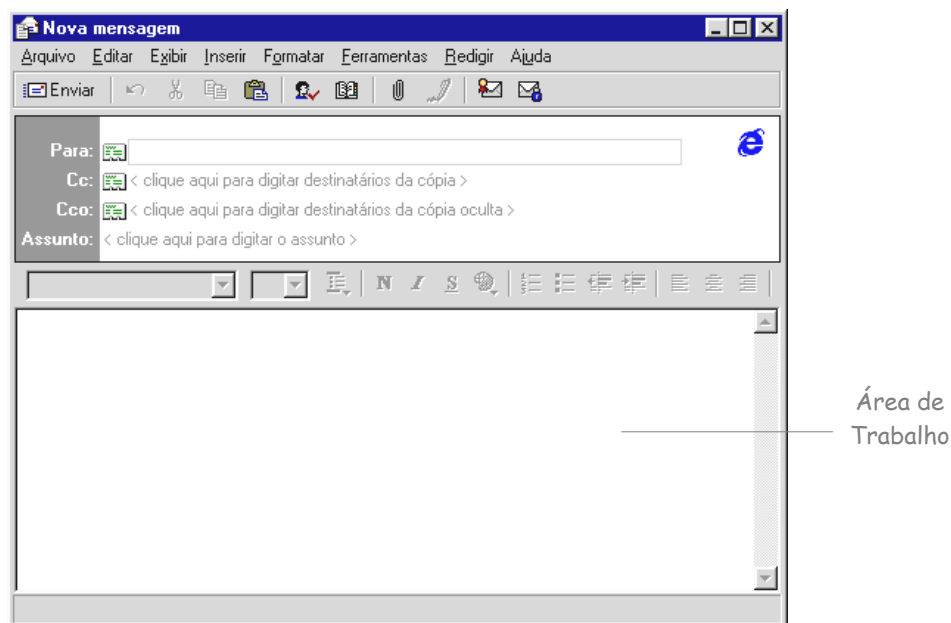 Nova mensagem
Arquivo Editar Exibir Inserir Formatar Ferramentas Redigir Ajuda
Enviar
Para:
Cc: < clique aqui para digitar destinatários da cópia >
Cco: < clique aqui para digitar destinatários da cópia oculta >
Assunto: < clique aqui para digitar o assunto >
N I S
Área de
Trabalho